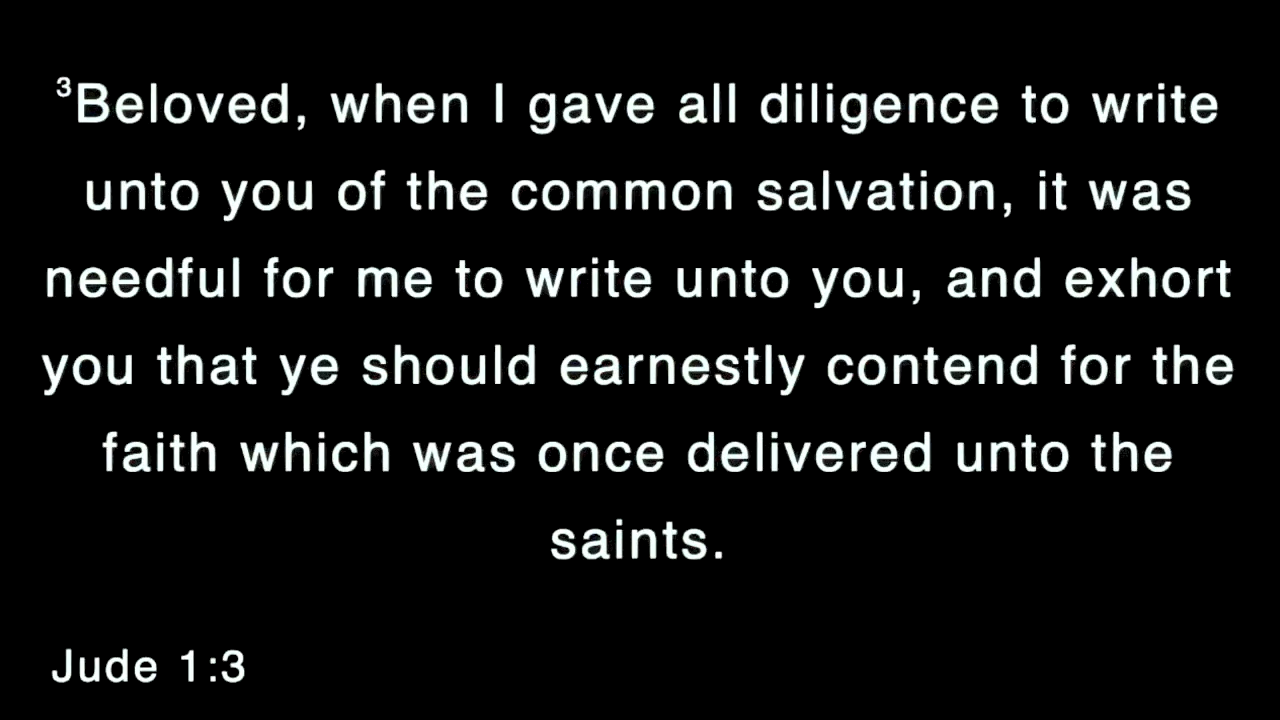 ³Beloved, when I gave all diligence to write
unto you of the common salvation, it was
needful for me to write unto you, and exhort
you that ye should earnestly contend for the
faith which was once delivered unto the
saints.
Jude 1:3